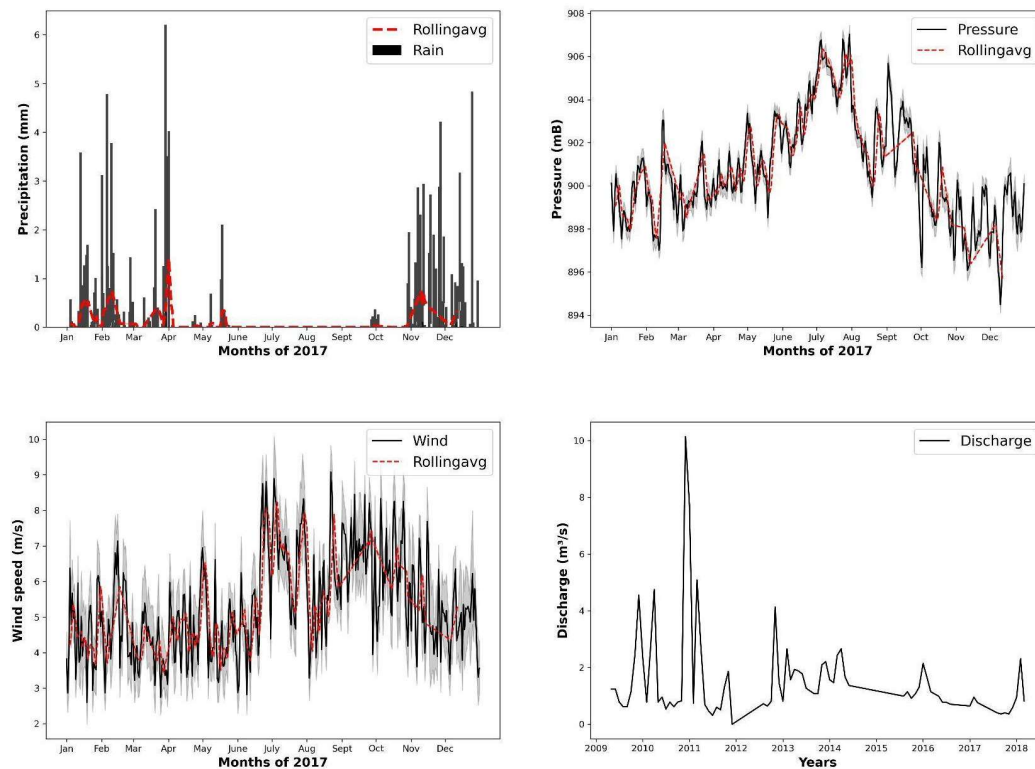 Rollingavg
Rain
Precipitation (mm)
6
5
4
3
2
1
0
Jan Feb Mar Apr May June July Aug Sept Oct Nov Dec
Months of 2017
Pressure
Rollingavg
Pressure (mB)
908
906
904
902
900
898
896
894
Jan Feb Mar Apr May June July Aug Sept Oct Nov Dec
Months of 2017
Wind
Rollingavg
Wind speed (m/s)
10
9
8
7
6
5
4
3
2
Jan Feb Mar Apr May June July Aug Sept Oct Nov Dec
Months of 2017
Discharge
Discharge (m³/s)
10
8
6
4
2
0
2009 2010 2011 2012 2013 2014 2015 2016 2017 2018
Years